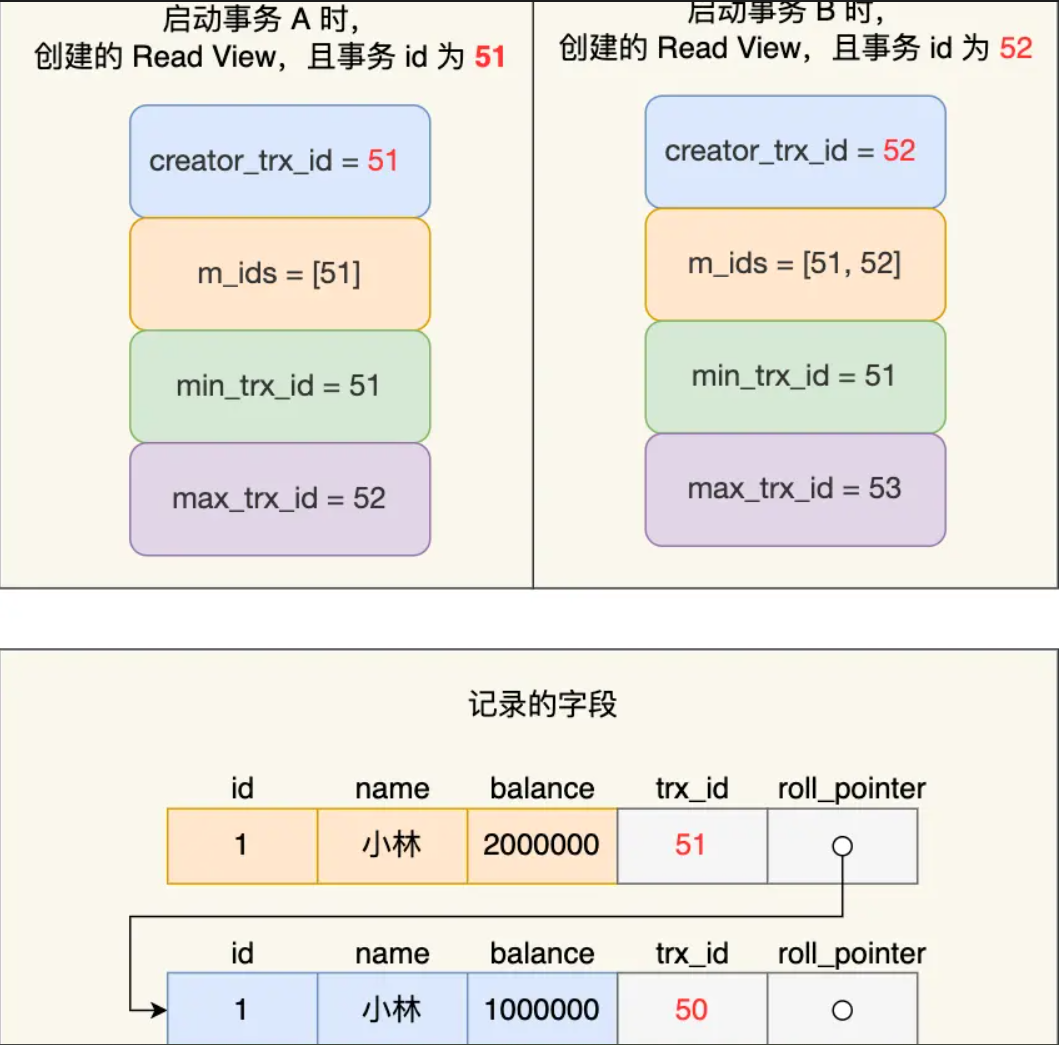 启动事务 A 时，
创建的 Read View，且事务 id 为 51
creator_trx_id = 51
m_ids = [51]
min_trx_id = 51
max_trx_id = 52
启动事务 B 时，
创建的 Read View，且事务 id 为 52
creator_trx_id = 52
m_ids = [51, 52]
min_trx_id = 51
max_trx_id = 53
记录的字段
id name balance trx_id roll_pointer
1 小林 2000000 51
id name balance trx_id roll_pointer
1 小林 1000000 50